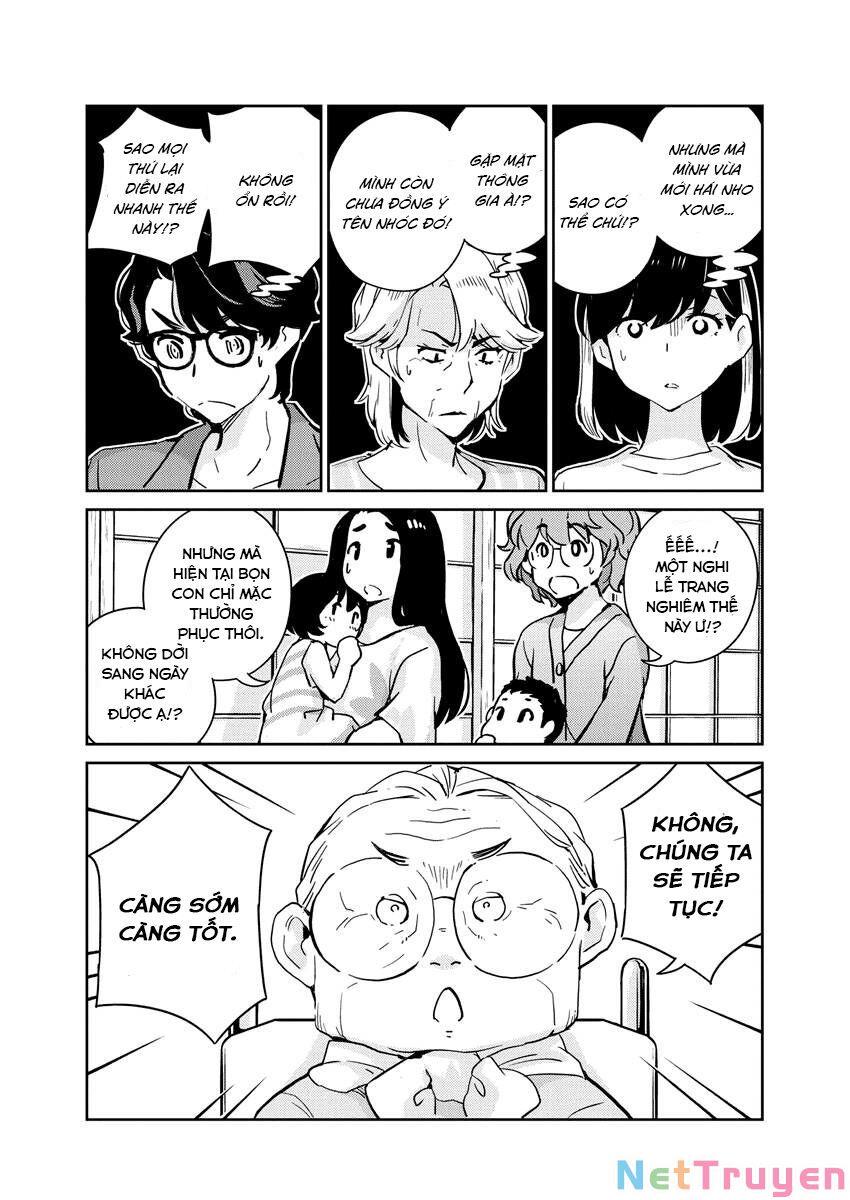 NHƯNG MÀ
MÌNH VỪA
MỚI HÁI NHO
XONG...
SAO CÓ
THỂ CHỨ!?
GẶP MẶT
THÔNG
GIA À!?
MÌNH CÒN
CHƯA ĐỒNG Ý
TÊN NHÓC ĐÓ!
KHÔNG
ỔN RỒI!
SAO MỌI
THỨ LẠI
DIỄN RA
NHANH THẾ
NÀY!?
ẾẾẾ...!
MỘT NGHI
LỄ TRANG
NGHIÊM THẾ
NÀY Ư!?
NHƯNG MÀ
HIỆN TẠI BỌN
CON CHỈ MẶC
THƯỜNG
PHỤC THÔI.
KHÔNG DỜI
SANG NGÀY
KHÁC
ĐƯỢC Ạ!?
KHÔNG,
CHÚNG TA
SẼ TIẾP
TỤC!
CÀNG SỚM
CÀNG TỐT.
NetTruyen